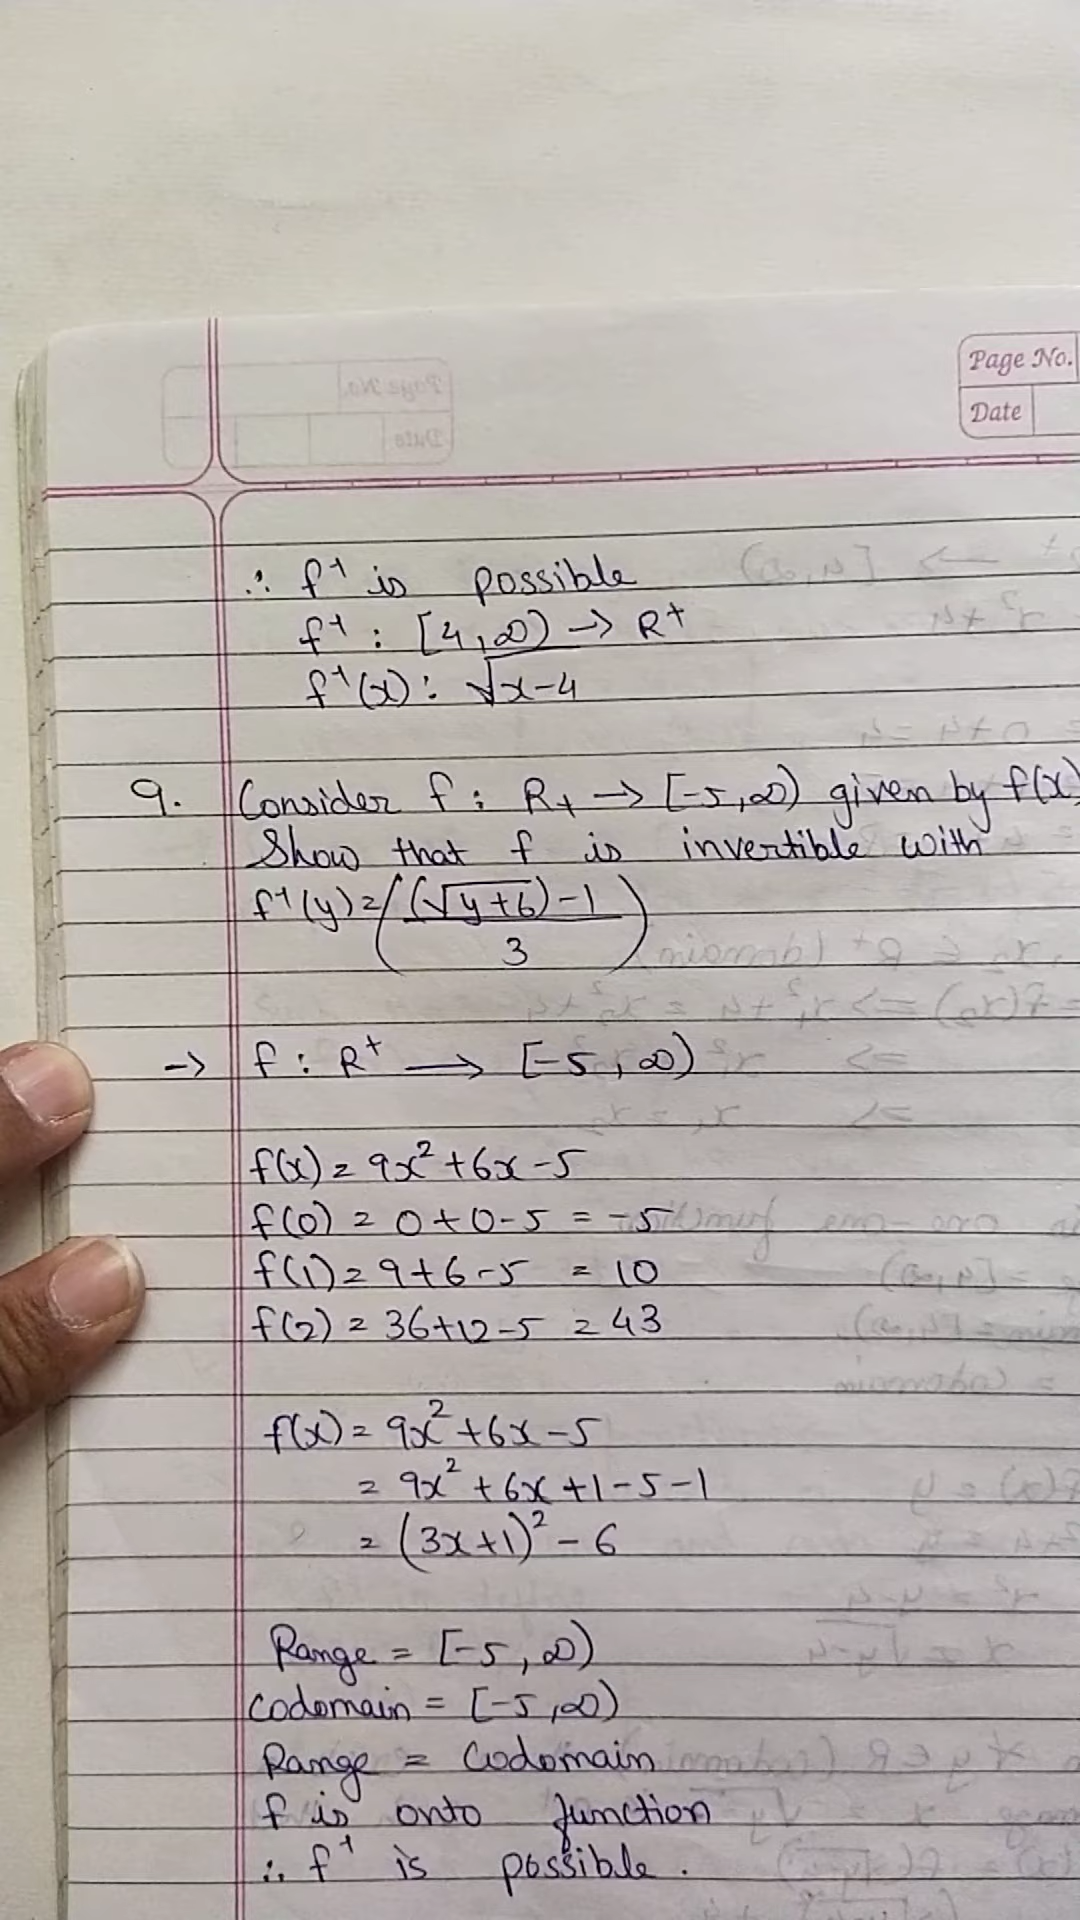 Page No.
Date
∴ f⁻¹ is possible
f⁻¹ : [4,∞) → R⁺
f⁻¹(x) : √x-4
9. Consider f : R₊ → [-5,∞) given by f(x)
Show that f is invertible with
f⁻¹(y) = ((√y+6)-1 / 3)
→ f : R⁺ → [-5,∞)
f(x) = 9x² + 6x - 5
f(0) = 0+0-5 = -5
f(1) = 9+6-5 = 10
f(2) = 36+12-5 = 43
f(x) = 9x² + 6x - 5
= 9x² + 6x + 1 - 5 - 1
= (3x+1)² - 6
Range = [-5,∞)
Codomain = [-5,∞)
Range = Codomain
f is onto function
∴ f⁻¹ is possible.